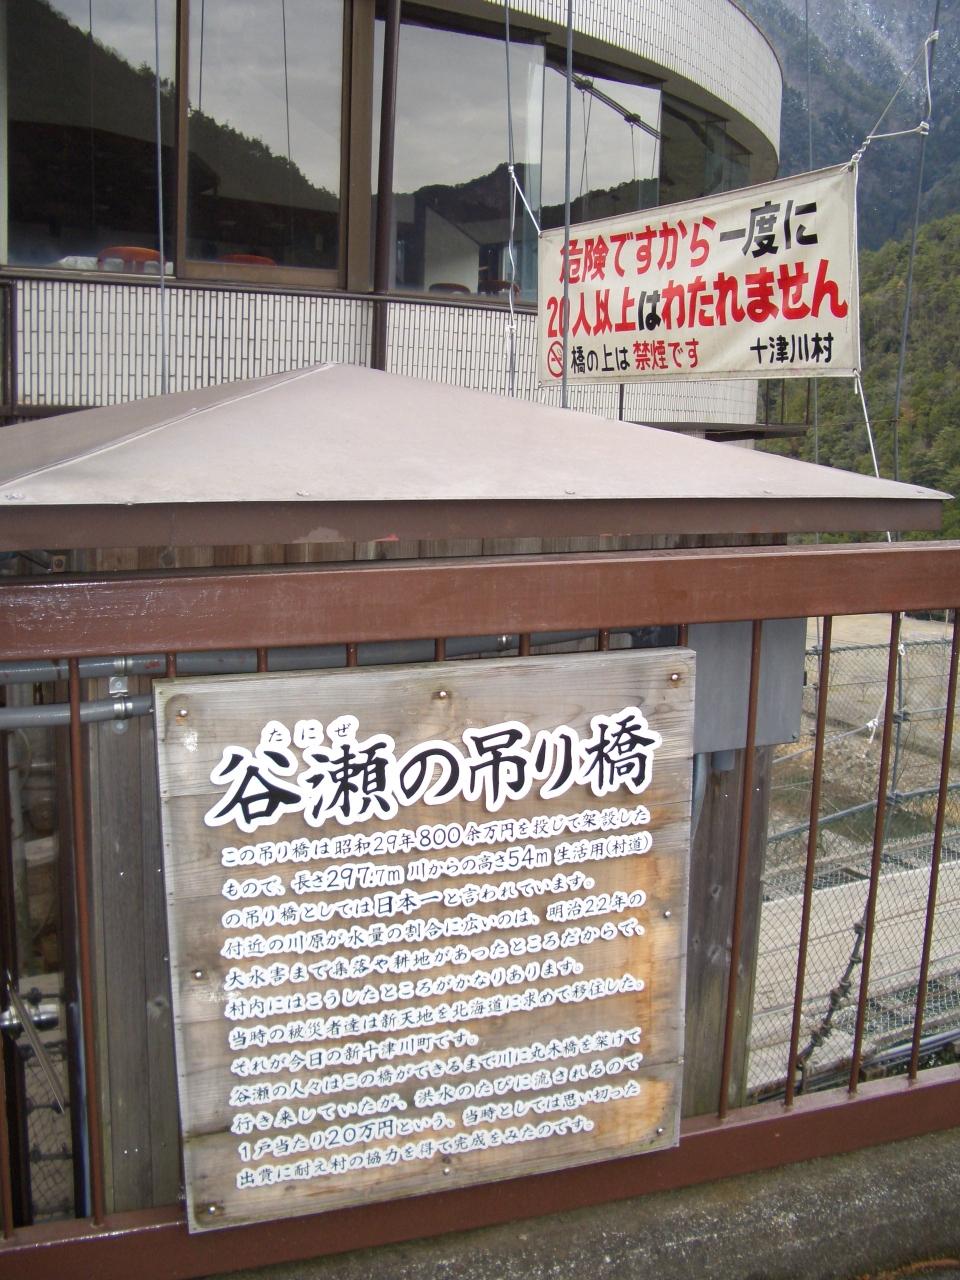 危険ですから一度に
20人以上はわたれません
橋の上は禁煙です 十津川村
たにぜ
谷瀬の吊り橋
この吊り橋は昭和29年800余万円を投じて架設した
もので、長さ297.7m 川からの高さ54m 生活用(村道)
の吊り橋としては日本一と言われています。
付近の川原が水量の割合に広いのは、明治22年の
大水害まで集落や耕地があったところだからで、
村内にはこうしたところがかなりあります。
当時の被災者達は新天地を北海道に求めて移住した。
それが今日の新十津川町です。
谷瀬の人々はこの橋ができるまで川に丸木橋を架けて
行き来していたが、洪水のたびに流されるので
1戸当たり20万円という、当時としては思い切った
出費に耐え村の協力を得て完成をみたのです。